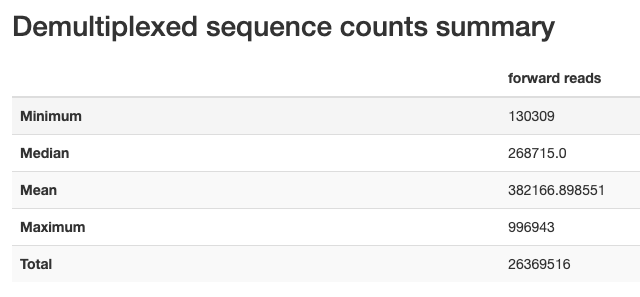 Demultiplexed sequence counts summary
forward reads
Minimum 130309
Median 268715.0
Mean 382166.898551
Maximum 996943
Total 26369516